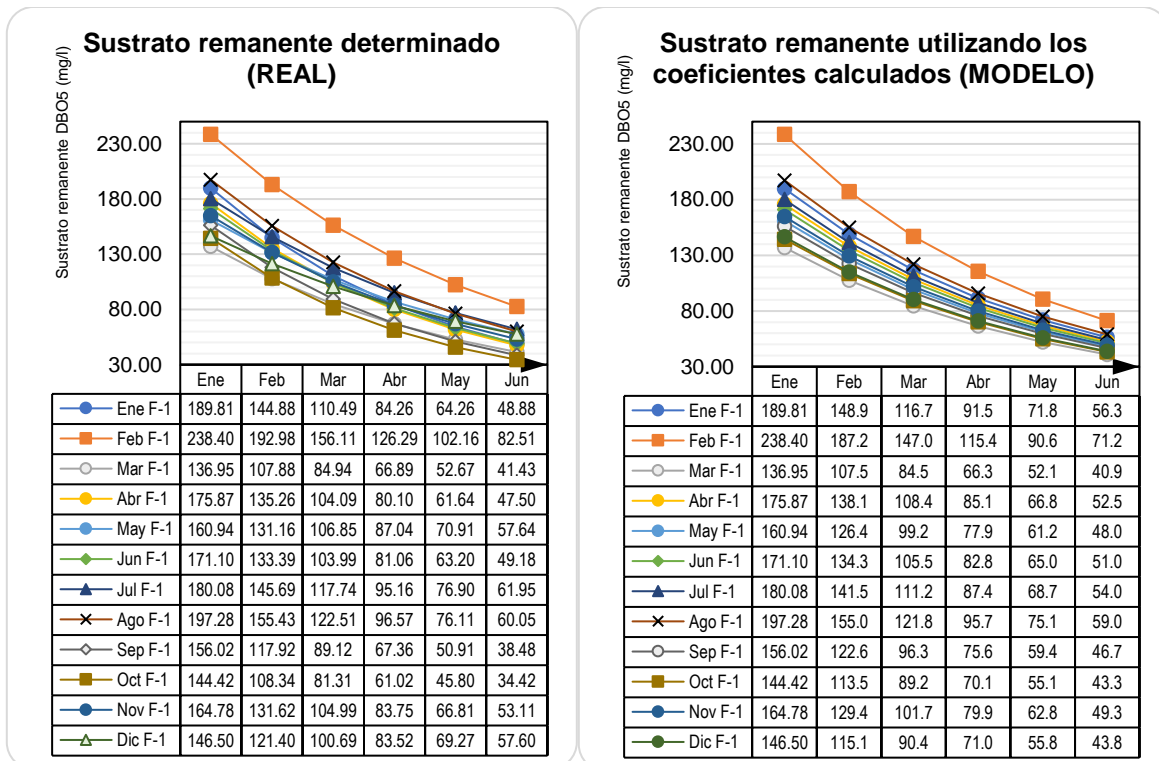 Sustrato remanente determinado
(REAL)
Sustrato remanente DBO5 (mg/l)
230.00
180.00
130.00
80.00
30.00
Ene Feb Mar Abr May Jun
Ene F-1 189.81 144.88 110.49 84.26 64.26 48.88
Feb F-1 238.40 192.98 156.11 126.29 102.16 82.51
Mar F-1 136.95 107.88 84.94 66.89 52.67 41.43
Abr F-1 175.87 135.26 104.09 80.10 61.64 47.50
May F-1 160.94 131.16 106.85 87.04 70.91 57.64
Jun F-1 171.10 133.39 103.99 81.06 63.20 49.18
Jul F-1 180.08 145.69 117.74 95.16 76.90 61.95
Ago F-1 197.28 155.43 122.51 96.57 76.11 60.05
Sep F-1 156.02 117.92 89.12 67.36 50.91 38.48
Oct F-1 144.42 108.34 81.31 61.02 45.80 34.42
Nov F-1 164.78 131.62 104.99 83.75 66.81 53.11
Dic F-1 146.50 121.40 100.69 83.52 69.27 57.60
Sustrato remanente utilizando los
coeficientes calculados (MODELO)
Sustrato remanente DBO5 (mg/l)
230.00
180.00
130.00
80.00
30.00
Ene Feb Mar Abr May Jun
Ene F-1 189.81 148.9 116.7 91.5 71.8 56.3
Feb F-1 238.40 187.2 147.0 115.4 90.6 71.2
Mar F-1 136.95 107.5 84.5 66.3 52.1 40.9
Abr F-1 175.87 138.1 108.4 85.1 66.8 52.5
May F-1 160.94 126.4 99.2 77.9 61.2 48.0
Jun F-1 171.10 134.3 105.5 82.8 65.0 51.0
Jul F-1 180.08 141.5 111.2 87.4 68.7 54.0
Ago F-1 197.28 155.0 121.8 95.7 75.1 59.0
Sep F-1 156.02 122.6 96.3 75.6 59.4 46.7
Oct F-1 144.42 113.5 89.2 70.1 55.1 43.3
Nov F-1 164.78 129.4 101.7 79.9 62.8 49.3
Dic F-1 146.50 115.1 90.4 71.0 55.8 43.8